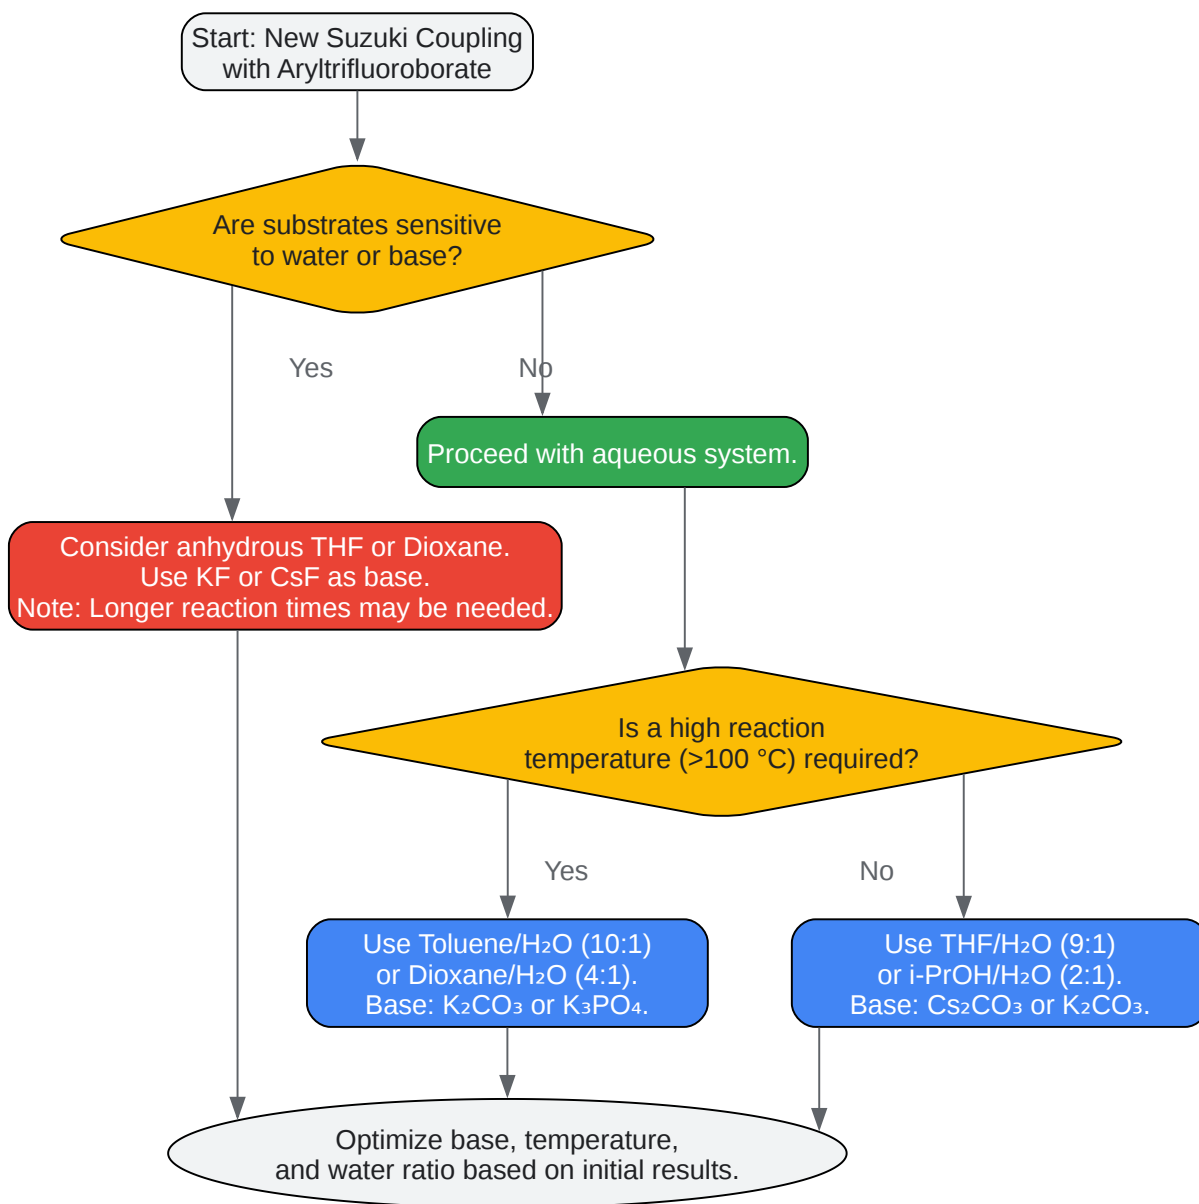 Start: New Suzuki Coupling
with Aryltrifluoroborate
Are substrates sensitive
to water or base?
Yes
No
Proceed with aqueous system.
Consider anhydrous THF or Dioxane.
Use KF or CsF as base.
Note: Longer reaction times may be needed.
Is a high reaction
temperature (>100 °C) required?
Yes
No
Use Toluene/H₂O (10:1)
or Dioxane/H₂O (4:1).
Base: K₂CO₃ or K₃PO₄.
Use THF/H₂O (9:1)
or i-PrOH/H₂O (2:1).
Base: Cs₂CO₃ or K₂CO₃.
Optimize base, temperature,
and water ratio based on initial results.